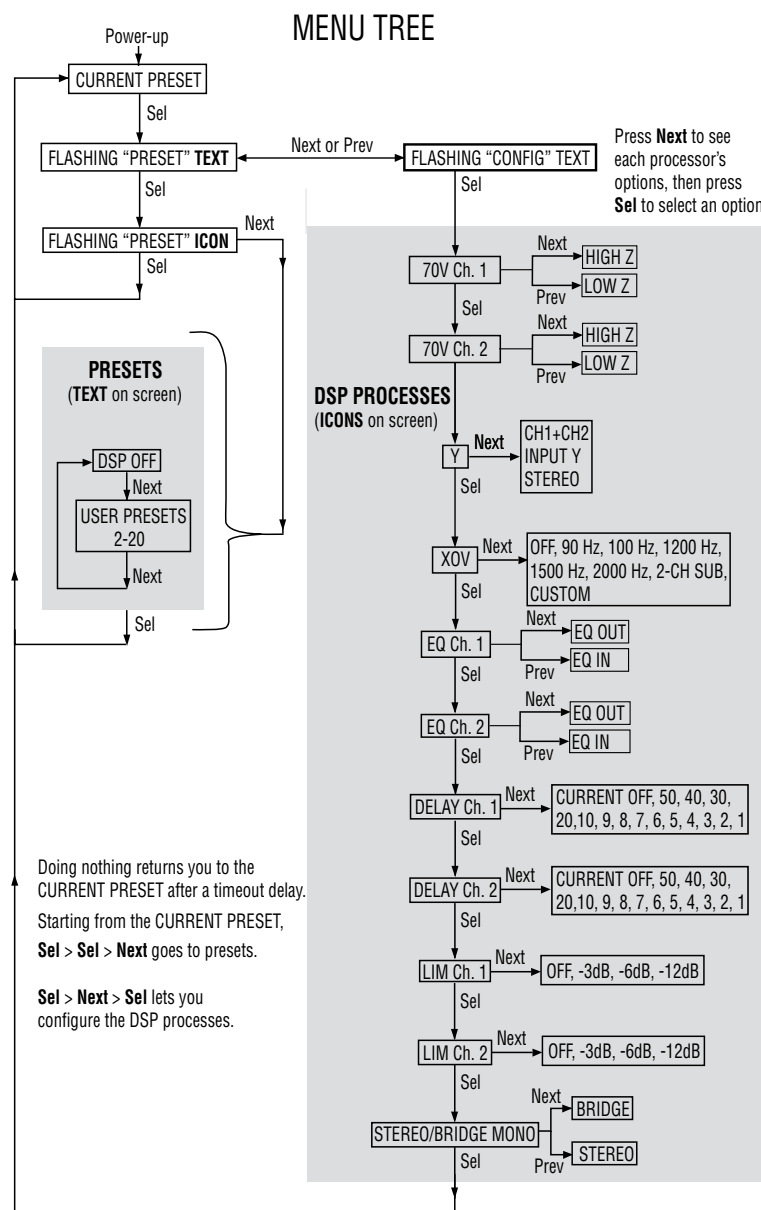 MENU TREE
Power-up
CURRENT PRESET
Sel
FLASHING “PRESET” TEXT
Next or Prev
FLASHING “CONFIG” TEXT
Press Next to see
each processor's
options, then press
Sel to select an option
Sel
Sel
FLASHING “PRESET” ICON
Next
Sel
70V Ch. 1
Next
HIGH Z
Prev
LOW Z
Sel
70V Ch. 2
Next
HIGH Z
Prev
LOW Z
PRESETS
(TEXT on screen)
DSP OFF
Next
USER PRESETS
2-20
Next
Sel
DSP PROCESSES
(ICONS on screen)
Y
Next
CH1+CH2
INPUT Y
STEREO
Sel
XOV
Next
OFF, 90 Hz, 100 Hz, 1200 Hz,
1500 Hz, 2000 Hz, 2-CH SUB,
CUSTOM
Sel
EQ Ch. 1
Next
EQ OUT
Prev
EQ IN
Sel
EQ Ch. 2
Next
EQ OUT
Prev
EQ IN
Sel
DELAY Ch. 1
Next
CURRENT OFF, 50, 40, 30,
20,10, 9, 8, 7, 6, 5, 4, 3, 2, 1
Sel
DELAY Ch. 2
Next
CURRENT OFF, 50, 40, 30,
20,10, 9, 8, 7, 6, 5, 4, 3, 2, 1
Sel
LIM Ch. 1
Next
OFF, -3dB, -6dB, -12dB
Sel
LIM Ch. 2
Next
OFF, -3dB, -6dB, -12dB
Sel
STEREO/BRIDGE MONO
Next
BRIDGE
Prev
STEREO
Sel
Doing nothing returns you to the
CURRENT PRESET after a timeout delay.
Starting from the CURRENT PRESET,
Sel > Sel > Next goes to presets.
Sel > Next > Sel lets you
configure the DSP processes.